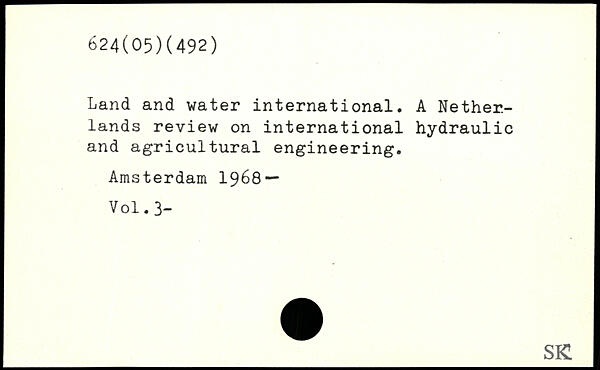 624(05)(492)
Land and water international. A Nether-
lands review on international hydraulic
and agricultural engineering.
Amsterdam 1968-
Vol.3-
SK